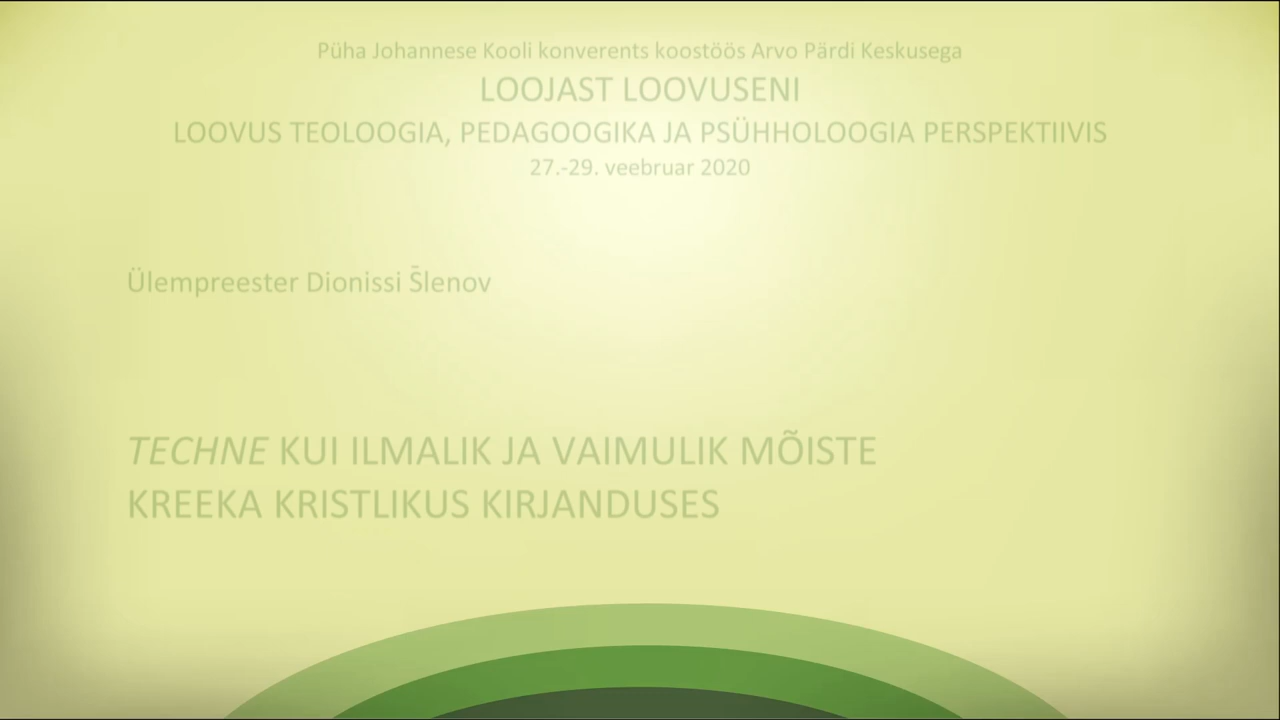 Püha Johannese Kooli konverents koostöös Arvo Pärdi Keskusega
LOOJAST LOOVUSENI
LOOVUS TEOLOOGIA, PEDAGOOGIKA JA PSÜHHOLOOGIA PERSPEKTIIVIS
27.-29. veebruar 2020
Ülempreester Dionissi Šlenov
TECHNE KUI ILMALIK JA VAIMULIK MÕISTE
KREEKA KRISTLIKUS KIRJANDUSES